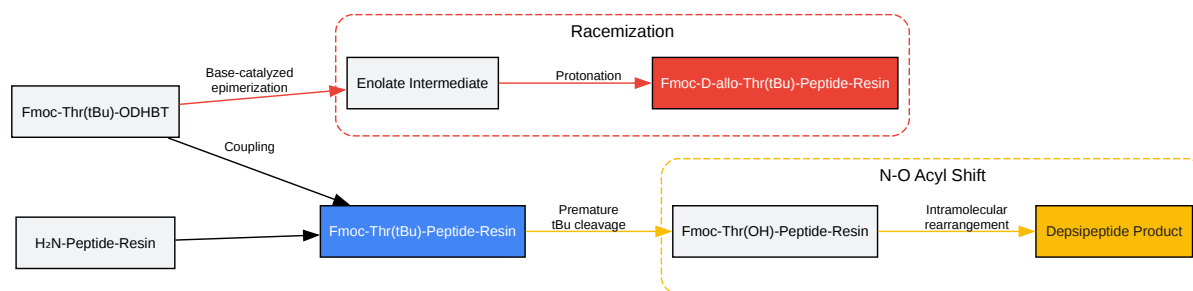 Racemization
Base-catalyzed
epimerization
Enolate Intermediate
Protonation
Fmoc-D-allo-Thr(tBu)-Peptide-Resin
Fmoc-Thr(tBu)-ODHBT
Coupling
N-O Acyl Shift
H₂N-Peptide-Resin
Fmoc-Thr(tBu)-Peptide-Resin
Premature
tBu cleavage
Fmoc-Thr(OH)-Peptide-Resin
Intramolecular
rearrangement
Depsipeptide Product